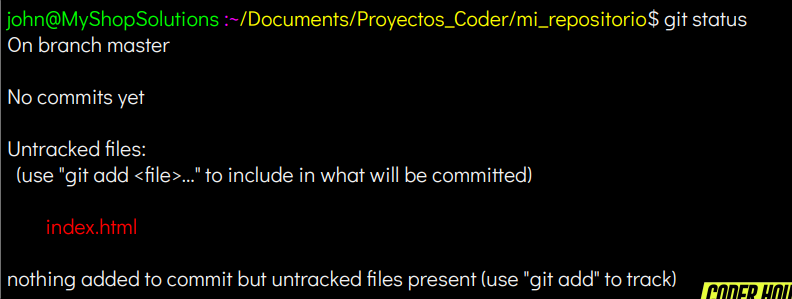 john@MyShopSolutions :~/Documents/Proyectos_Coder/mi_repositorio$ git status
On branch master
No commits yet
Untracked files:
(use "git add <file>..." to include in what will be committed)
index.html
nothing added to commit but untracked files present (use "git add" to track)
CODER